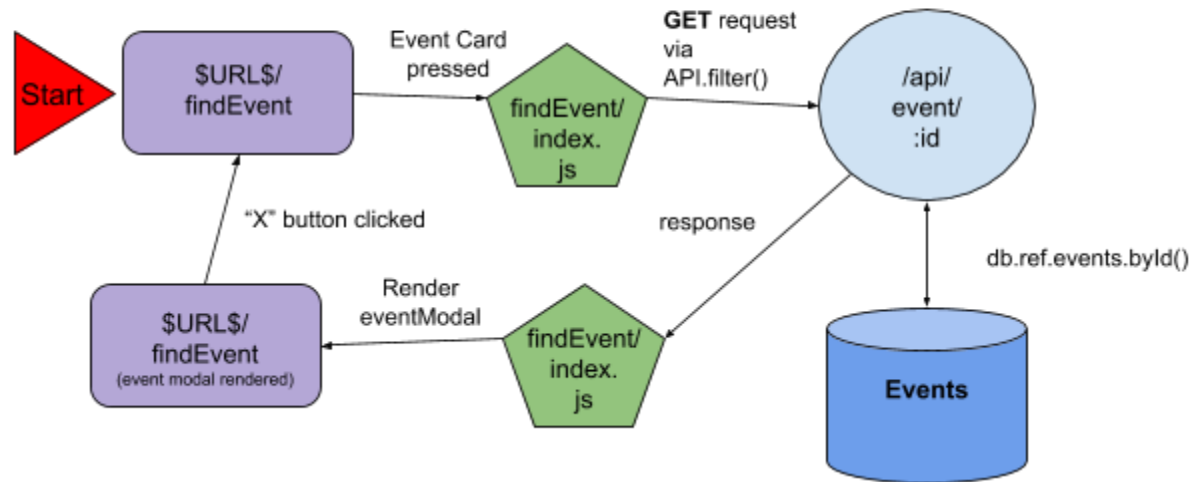 Start
$URL$/
findEvent
Event Card
pressed
findEvent/
index.
js
GET request
via
API.filter()
/api/
event/
:id
"X" button clicked
response
db.ref.events.byId()
$URL$/
findEvent
(event modal rendered)
Render
eventModal
findEvent/
index.
js
Events